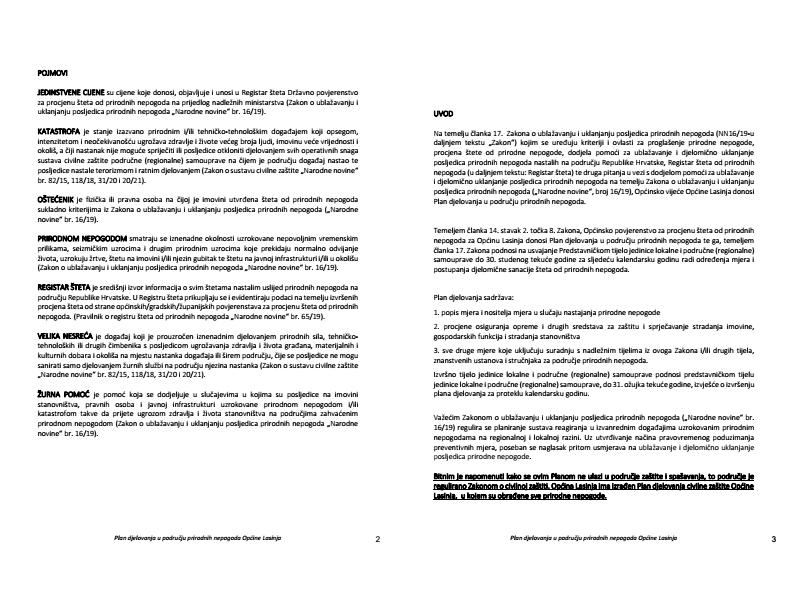 POJMOVI
JEDINSTVENE CIJENE su cijene koje donosi, objavljuje i unosi u Registar šteta Državno povjerenstvo
za procjenu šteta od prirodnih nepogoda na prijedlog nadležnih ministarstva (Zakon o ublažavanju i
uklanjanju posljedica prirodnih nepogoda „Narodne novine“ br. 16/19).
KATASTROFA je stanje izazvano prirodnim i/ili tehničko-tehnološkim događajem koji opsegom,
intenzitetom i neočekivanošću ugrožava zdravlje i živote većeg broja ljudi, imovinu veće vrijednosti i
okoliš, a čiji nastanak nije moguće spriječiti ili posljedice otkloniti djelovanjem svih operativnih snaga
sustava civilne zaštite područne (regionalne) samouprave na čijem je području događaj nastao te
posljedice nastale terorizmom i ratnim djelovanjem (Zakon o sustavu civilne zaštite „Narodne novine“
br. 82/15, 118/18, 31/20 i 20/21).
OŠTEĆENIK je fizička ili pravna osoba na čijoj je imovini utvrđena šteta od prirodnih nepogoda
sukladno kriterijima iz Zakona o ublažavanju i uklanjanju posljedica prirodnih nepogoda („Narodne
novine“ br. 16/19).
PRIRODNOM NEPOGODOM smatraju se iznenadne okolnosti uzrokovane nepovoljnim vremenskim
prilikama, seizmičkim uzrocima i drugim prirodnim uzrocima koje prekidaju normalno odvijanje
života, uzrokuju žrtve, štetu na imovini i/ili njezin gubitak te štetu na javnoj infrastrukturi i/ili u okolišu
(Zakon o ublažavanju i uklanjanju posljedica prirodnih nepogoda „Narodne novine“ br. 16/19).
REGISTAR ŠTETA je središnji izvor informacija o svim štetama nastalim uslijed prirodnih nepogoda na
području Republike Hrvatske. U Registru šteta prikupljaju se i evidentiraju podaci na temelju izvršenih
procjena šteta od strane općinskih/gradskih/županijskih povjerenstava za procjenu šteta od prirodnih
nepogoda. (Pravilnik o registru šteta od prirodnih nepogoda „Narodne novine“ br. 65/19).
VELIKA NESREĆA je događaj koji je prouzročen iznenadnim djelovanjem prirodnih sila, tehničko-
tehnoloških ili drugih čimbenika s posljedicom ugrožavanja zdravlja i života građana, materijalnih i
kulturnih dobara i okoliša na mjestu nastanka događaja ili širem području, čije se posljedice ne mogu
sanirati samo djelovanjem žurnih službi na području njezina nastanka (Zakon o sustavu civilne zaštite
„Narodne novine“ br. 82/15, 118/18, 31/20 i 20/21).
ŽURNA POMOĆ je pomoć koja se dodjeljuje u slučajevima u kojima su posljedice na imovini
stanovništva, pravnih osoba i javnoj infrastrukturi uzrokovane prirodnom nepogodom i/ili
katastrofom takve da prijete ugrozom zdravlja i života stanovništva na područjima zahvaćenim
prirodnom nepogodom (Zakon o ublažavanju i uklanjanju posljedica prirodnih nepogoda „Narodne
novine“ br. 16/19).
Plan djelovanja u području prirodnih nepogoda Općine Lasinja
2
UVOD
Na temelju članka 17. Zakona o ublažavanju i uklanjanju posljedica prirodnih nepogoda (NN16/19-u
daljnjem tekstu „Zakon“) kojim se uređuju kriteriji i ovlasti za proglašenje prirodne nepogode,
procjena štete od prirodne nepogode, dodjela pomoći za ublažavanje i djelomično uklanjanje
posljedica prirodnih nepogoda nastalih na području Republike Hrvatske, Registar šteta od prirodnih
nepogoda (u daljnjem tekstu: Registar šteta) te druga pitanja u vezi s dodjelom pomoći za ublažavanje
i djelomično uklanjanje posljedica prirodnih nepogoda na temelju Zakona o ublažavanju i uklanjanju
posljedica prirodnih nepogoda („Narodne novine“, broj 16/19), Općinsko vijeće Općine Lasinja donosi
Plan djelovanja u području prirodnih nepogoda.
Temeljem članka 14. stavak 2. točka 8. Zakona, Općinsko povjerenstvo za procjenu šteta od prirodnih
nepogoda za Općinu Lasinja donosi Plan djelovanja u području prirodnih nepogoda te ga, temeljem
članka 17. Zakona podnosi na usvajanje Predstavničkom tijelu jedinice lokalne i područne (regionalne)
samouprave do 30. studenog tekuće godine za sljedeću kalendarsku godinu radi određenja mjera i
postupanja djelomične sanacije šteta od prirodnih nepogoda.
Plan djelovanja sadržava:
1. popis mjera i nositelja mjera u slučaju nastajanja prirodne nepogode
2. procjene osiguranja opreme i drugih sredstava za zaštitu i sprječavanje stradanja imovine,
gospodarskih funkcija i stradanja stanovništva
3. sve druge mjere koje uključuju suradnju s nadležnim tijelima iz ovoga Zakona i/ili drugih tijela,
znanstvenih ustanova i stručnjaka za područje prirodnih nepogoda.
Izvršno tijelo jedinice lokalne i područne (regionalne) samouprave podnosi predstavničkom tijelu
jedinice lokalne i područne (regionalne) samouprave, do 31. ožujka tekuće godine, izvješće o izvršenju
plana djelovanja za proteklu kalendarsku godinu.
Važećim Zakonom o ublažavanju i uklanjanju posljedica prirodnih nepogoda („Narodne novine“ br.
16/19) regulira se planiranje sustava reagiranja u izvanrednim događajima uzrokovanim prirodnim
nepogodama na regionalnoj i lokalnoj razini. Uz utvrđivanje načina pravovremenog poduzimanja
preventivnih mjera, poseban se naglasak pritom usmjerava na ublažavanje i djelomično uklanjanje
posljedica prirodne nepogode.
Bitnim je napomenuti kako se ovim Planom ne ulazi u područje zaštite i spašavanja, to područje je
regulirano Zakonom o civilnoj zaštiti. Općina Lasinja ima izrađen Plan djelovanja civilne zaštite Općine
Lasinja, u kojem su obrađene sve prirodne nepogode.
Plan djelovanja u području prirodnih nepogoda Općine Lasinja
3